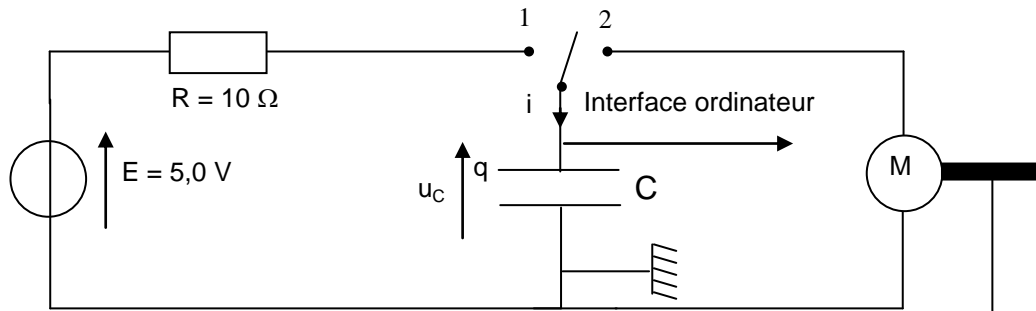 1 2
R = 10 Ω
i Interface ordinateur
E = 5,0 V
q
u_C
C
M